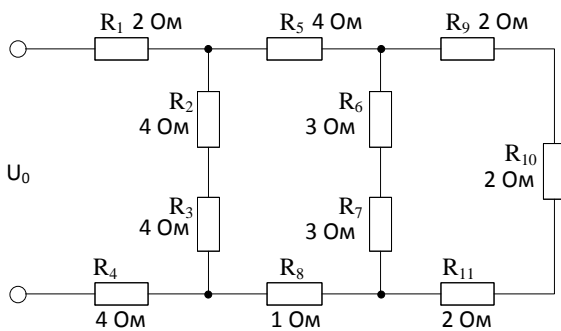 R₁ 2 Ом
R₅ 4 Ом
R₉ 2 Ом
R₂
4 Ом
R₆
3 Ом
R₁₀
2 Ом
U₀
R₃
4 Ом
R₇
3 Ом
R₄
4 Ом
R₈
1 Ом
R₁₁
2 Ом